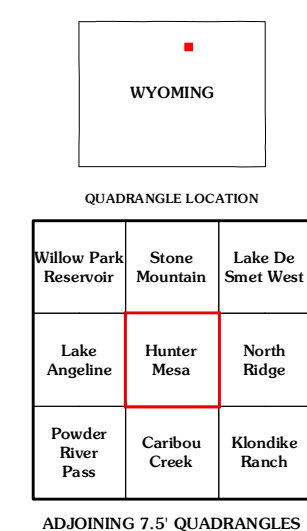 WYOMING
QUADRANGLE LOCATION
Willow Park
Reservoir
Stone
Mountain
Lake De
Smet West
Lake
Angeline
Hunter
Mesa
North
Ridge
Powder
River
Pass
Caribou
Creek
Klondike
Ranch
ADJOINING 7.5' QUADRANGLES